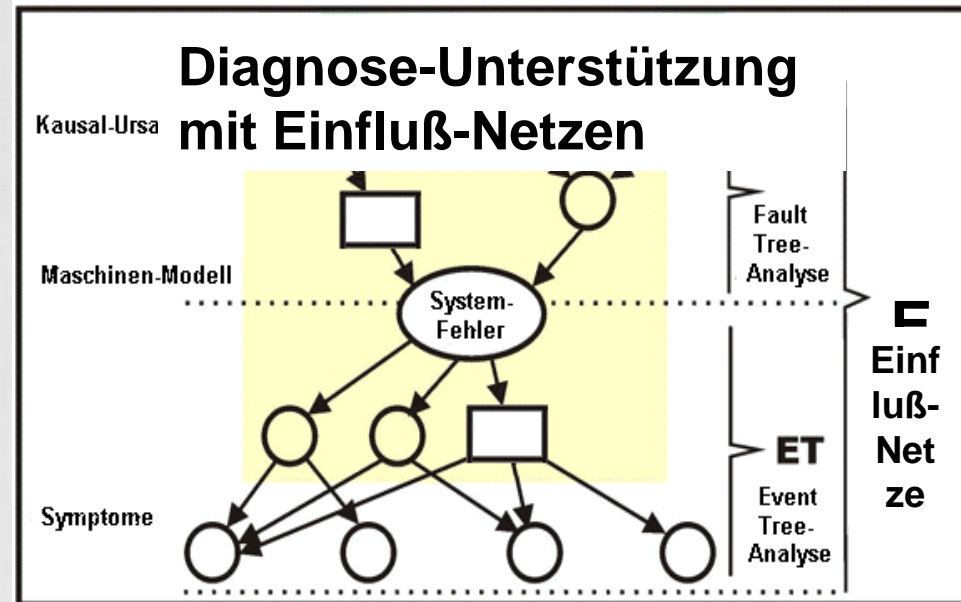 Diagnose-Unterstützung
mit Einfluß-Netzen
Kausal-Ursa
Fault
Tree-
Analyse
Maschinen-Modell
System-
Fehler
Einf
luß-
Net
ze
ET
Event
Tree-
Analyse
Symptome